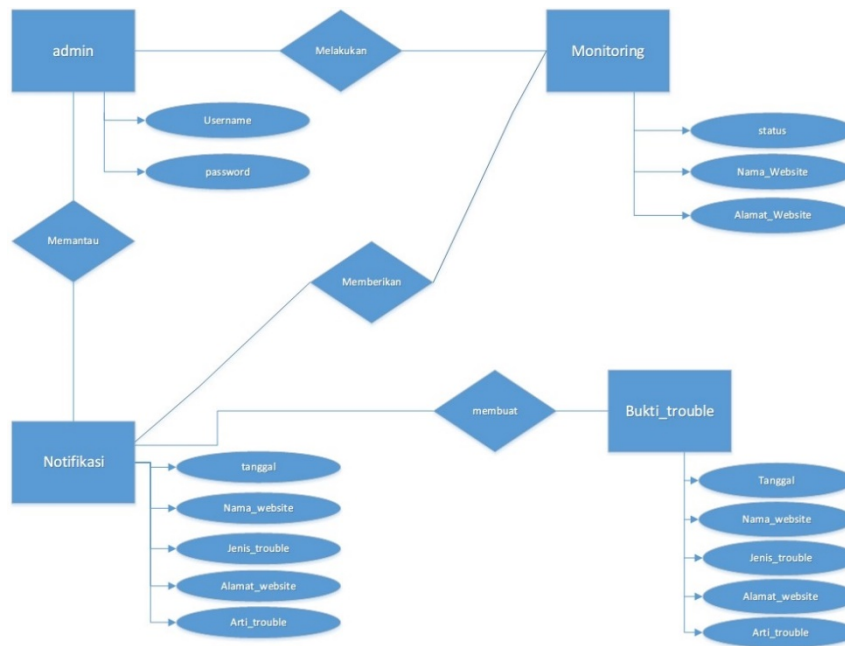 admin
Melakukan
Monitoring
Username
password
status
Nama_Website
Alamat_Website
Memantau
Memberikan
membuat
Bukti_trouble
Notifikasi
tanggal
Nama_website
Jenis_trouble
Alamat_website
Arti_trouble
Tanggal
Nama_website
Jenis_trouble
Alamat_website
Arti_trouble